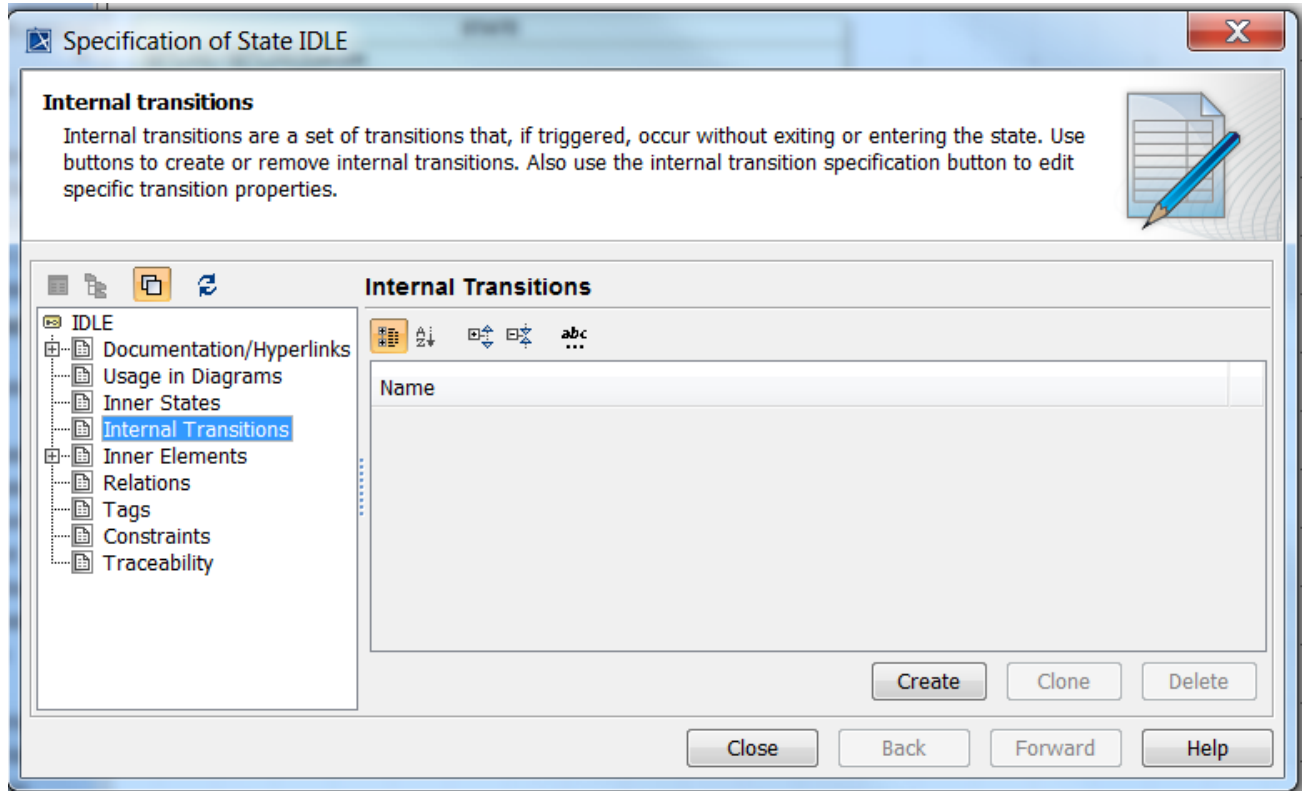 Specification of State IDLE
X
Internal transitions
Internal transitions are a set of transitions that, if triggered, occur without exiting or entering the state. Use
buttons to create or remove internal transitions. Also use the internal transition specification button to edit
specific transition properties.
Internal Transitions
IDLE
Documentation/Hyperlinks
Usage in Diagrams
Inner States
Internal Transitions
Inner Elements
Relations
Tags
Constraints
Traceability
A
Z
abc
...
Name
Create Clone Delete
Close Back Forward Help